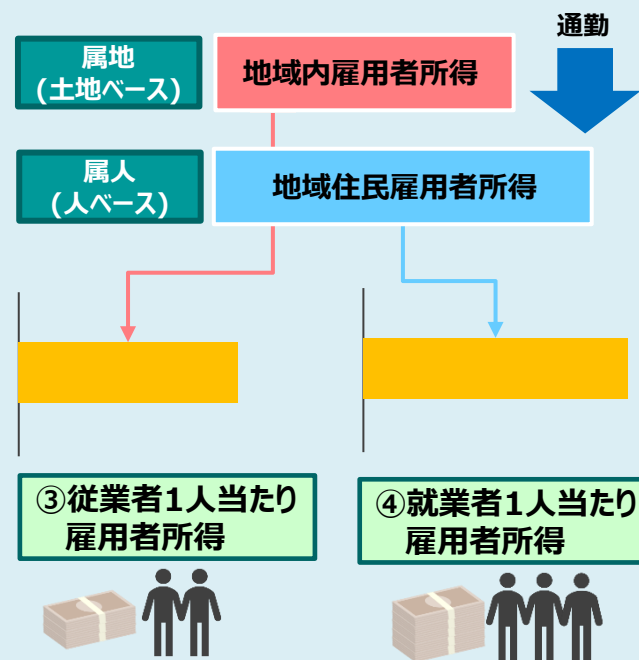 通勤
属地
(土地ベース)
地域内雇用者所得
属人
(人ベース)
地域住民雇用者所得
③従業者1人当たり
雇用者所得
④就業者1人当たり
雇用者所得